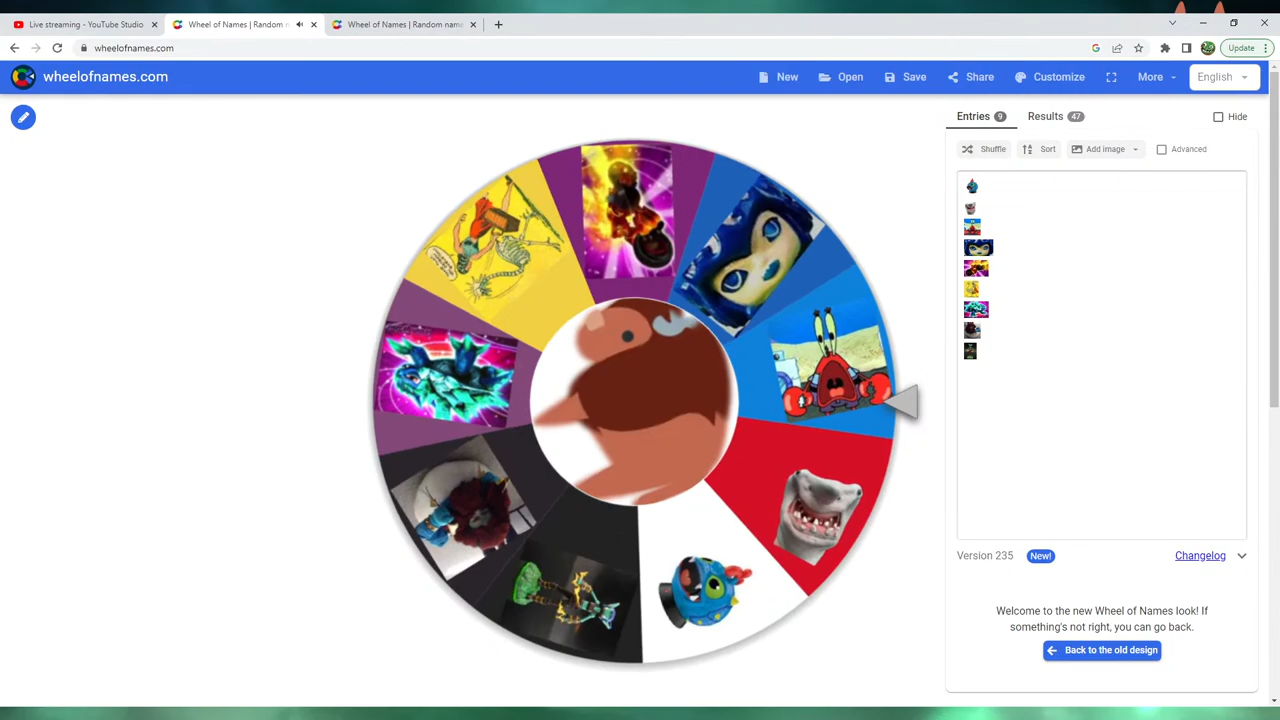 Live streaming - YouTube Studio
Wheel of Names | Random n
Wheel of Names | Random name
wheelofnames.com
Update
wheelofnames.com
New
Open
Save
Share
Customize
More
English
Entries 9
Results 47
Hide
Shuffle
Sort
Add image
Advanced
Version 235
New!
Changelog
Welcome to the new Wheel of Names look! If
something's not right, you can go back.
Back to the old design